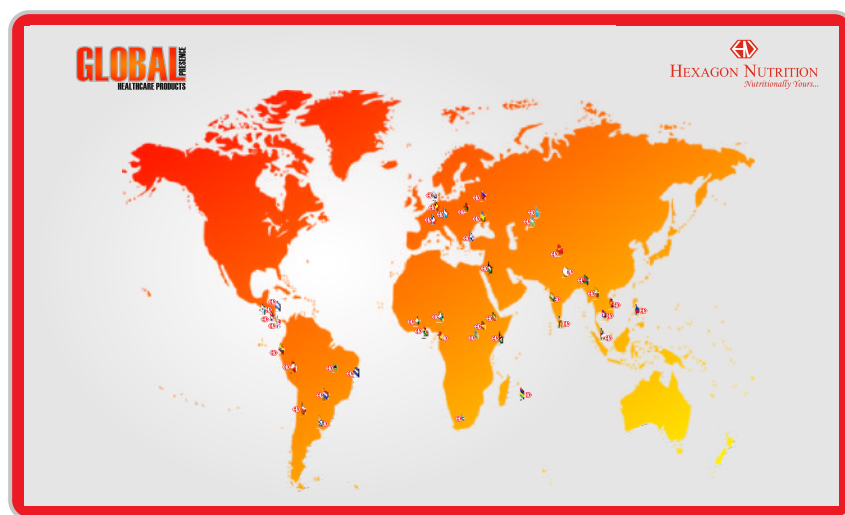 GLOBAL
PRESENCE
HEALTHCARE PRODUCTS
HEXAGON NUTRITION
Nutritionally Yours...